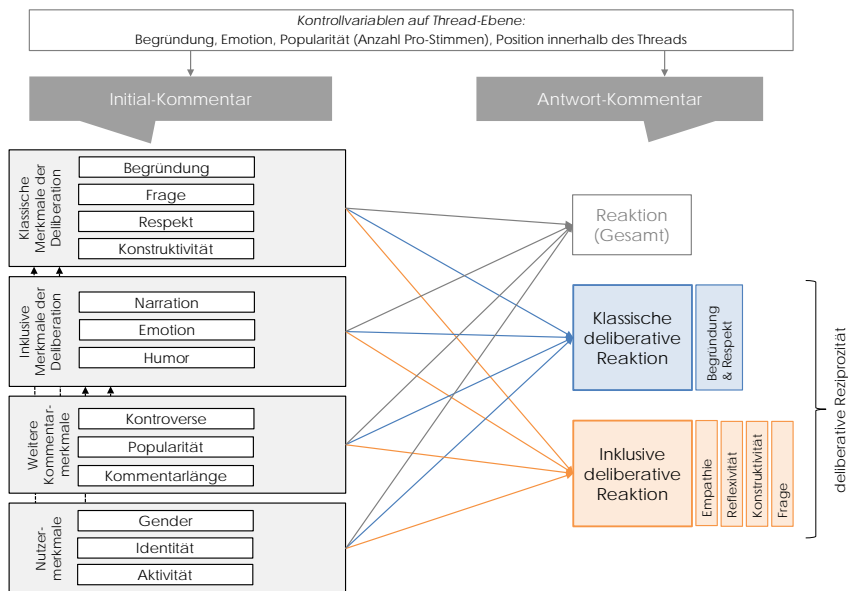 Kontrollvariablen auf Thread-Ebene:
Begründung, Emotion, Popularität (Anzahl Pro-Stimmen), Position innerhalb des Threads
Initial-Kommentar
Antwort-Kommentar
Klassische
Merkmale der
Deliberation
Begründung
Frage
Respekt
Konstruktivität
Inklusive
Merkmale der
Deliberation
Narration
Emotion
Humor
Weitere
Kommentar-
merkmale
Kontroverse
Popularität
Kommentarlänge
Nutzer-
merkmale
Gender
Identität
Aktivität
Reaktion
(Gesamt)
Klassische
deliberative
Reaktion
Begründung
& Respekt
Inklusive
deliberative
Reaktion
Empathie
Reflexivität
Konstruktivität
Frage
deliberative Reziprozität